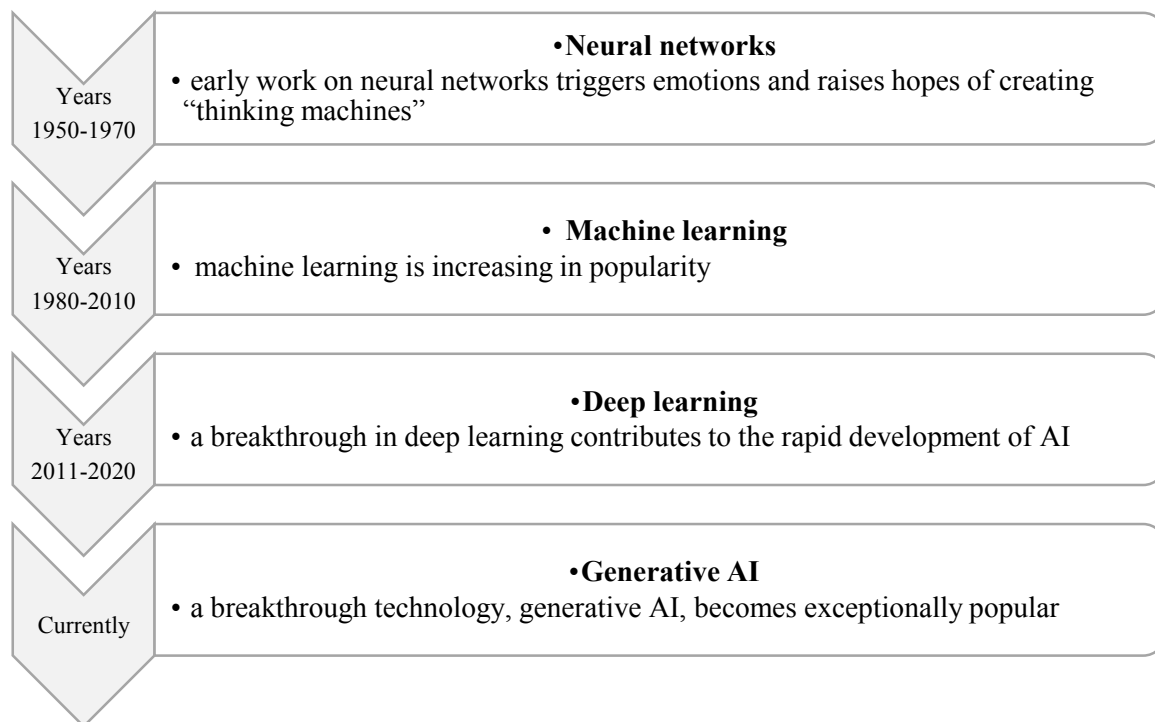 •Neural networks
Years
1950-1970
• early work on neural networks triggers emotions and raises hopes of creating
“thinking machines”
• Machine learning
Years
1980-2010
• machine learning is increasing in popularity
•Deep learning
Years
2011-2020
• a breakthrough in deep learning contributes to the rapid development of AI
•Generative AI
Currently
• a breakthrough technology, generative AI, becomes exceptionally popular